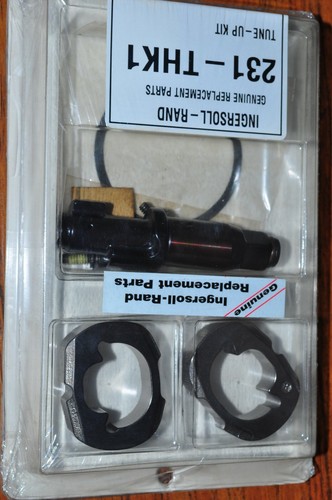 INGERSOLL-RAND
GENUINE REPLACEMENT PARTS
231-THK1
TUNE-UP KIT
Genuine
Ingersoll-Rand
Replacement Parts